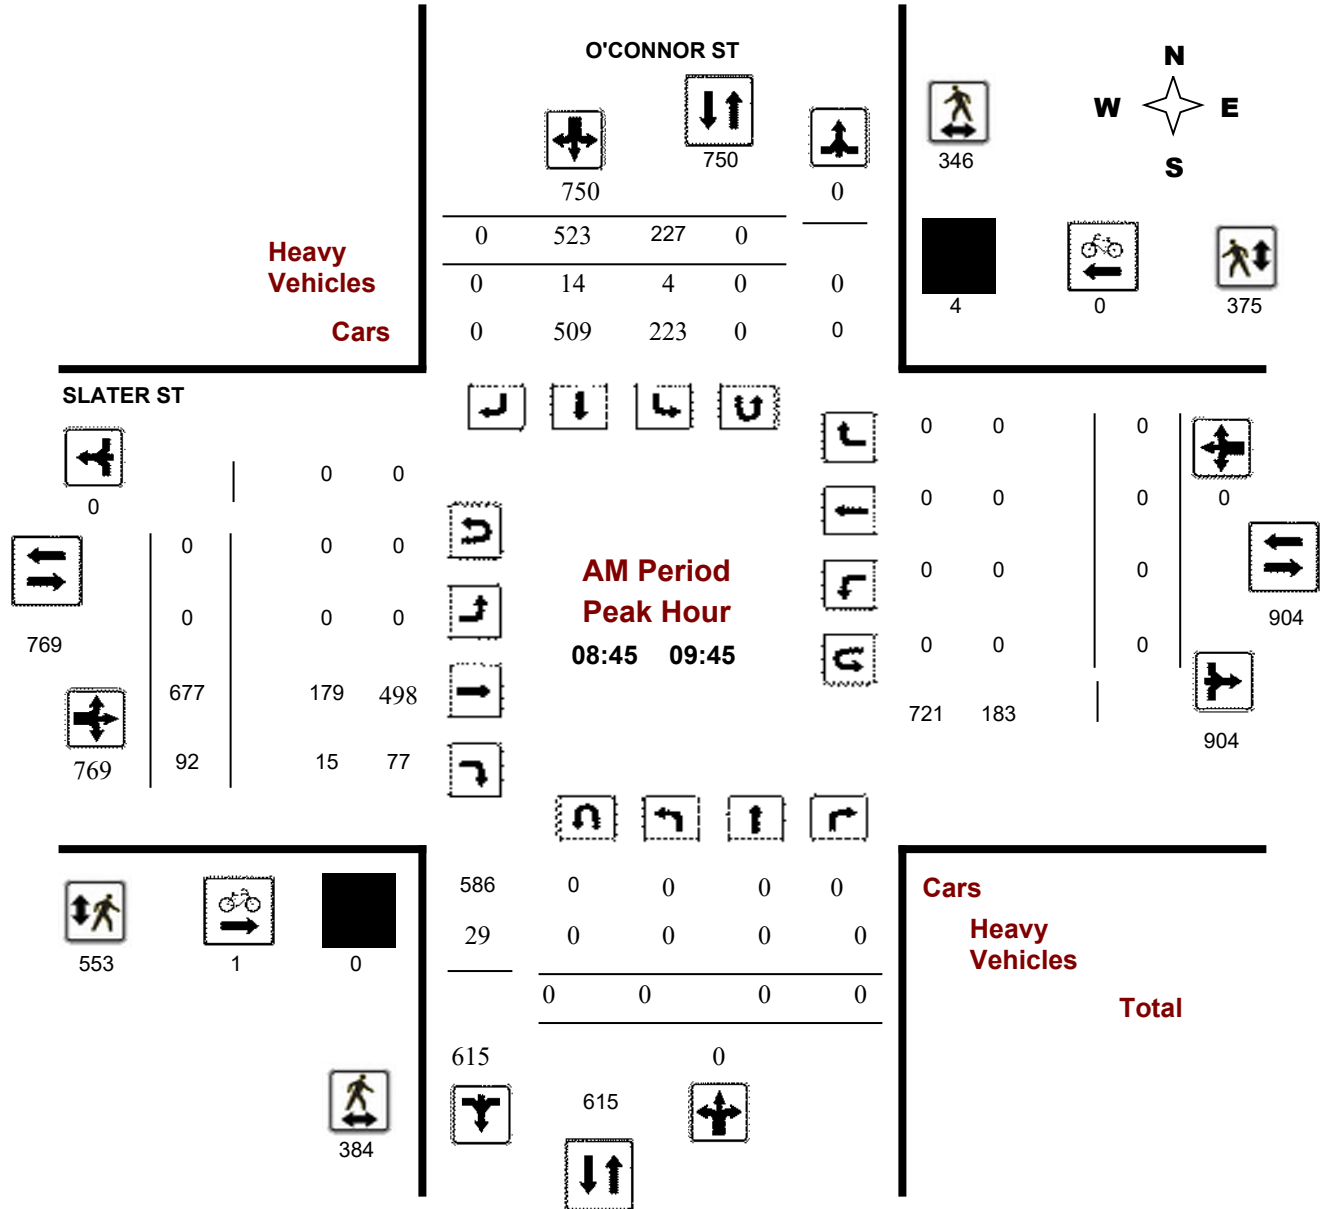 O'CONNOR ST
N
W E
S
750
346
750 0
0 523 227 0
Heavy
Vehicles
0 14 4 0 0
4 0 375
Cars
0 509 223 0 0
SLATER ST
0 0 0
0 0
0 0 0 0
0
0 0 0
AM Period
Peak Hour
0 0 0
0 0 0
904
769
08:45 09:45
0 0 0
677 179 498
721 183
904
769 92 15 77
586 0 0 0 0
Cars
29 0 0 0 0
Heavy
Vehicles
553 1 0
0 0 0 0
Total
615 0
615
384